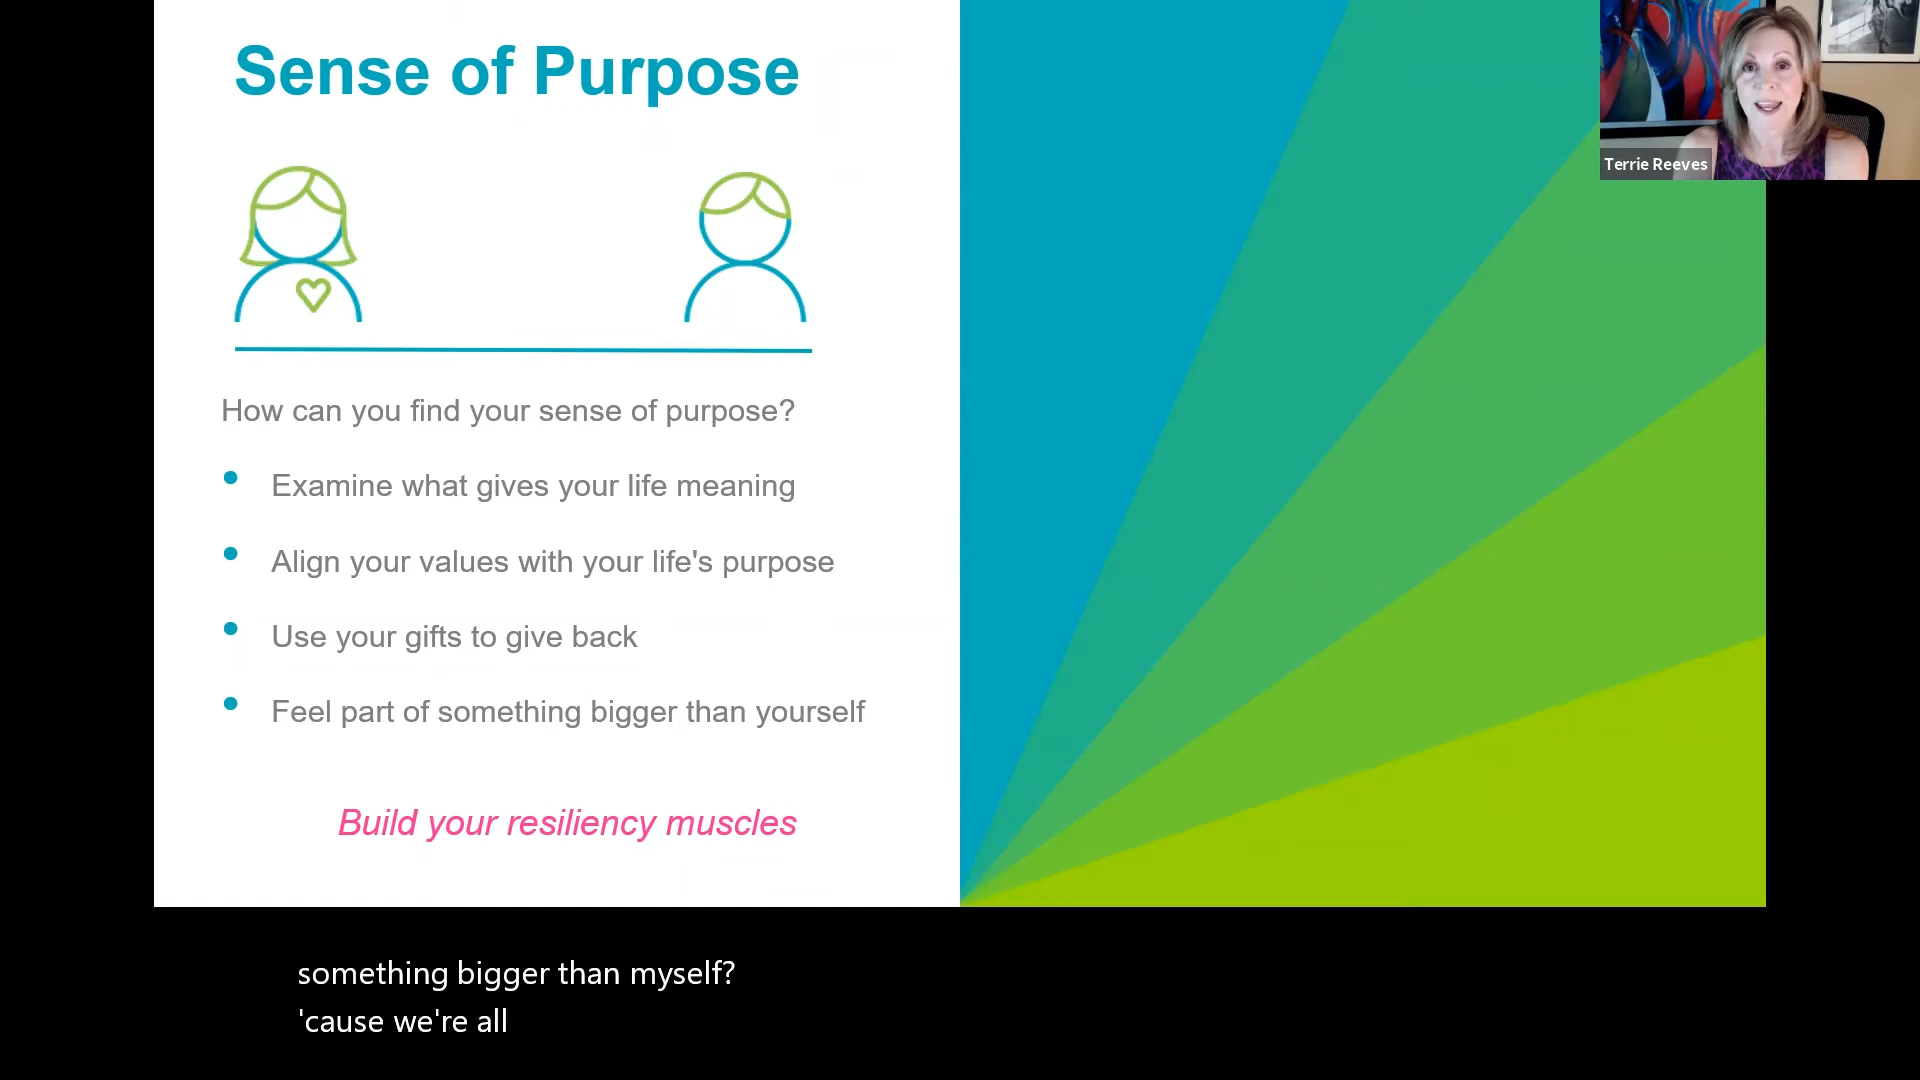 Sense of Purpose
Terrie Reeves
How can you find your sense of purpose?
• Examine what gives your life meaning
• Align your values with your life's purpose
• Use your gifts to give back
• Feel part of something bigger than yourself
Build your resiliency muscles
something bigger than myself?
'cause we're all